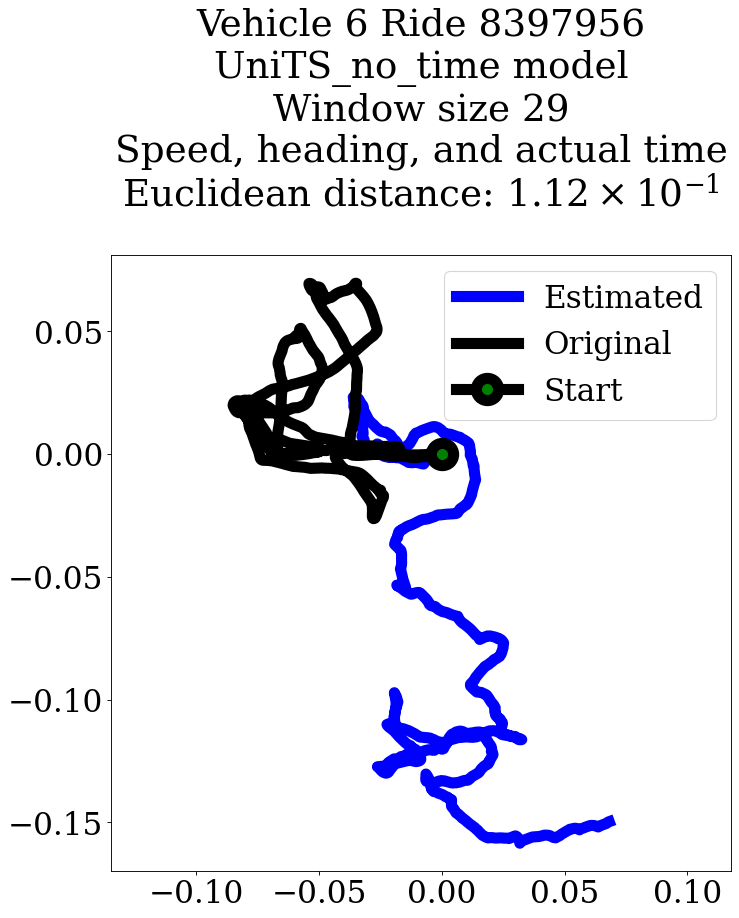 Vehicle 6 Ride 8397956
UniTS_no_time model
Window size 29
Speed, heading, and actual time
Euclidean distance: 1.12 × 10⁻¹
Estimated
Original
Start
0.05
0.00
−0.05
−0.10
−0.15
−0.10 −0.05 0.00 0.05 0.10